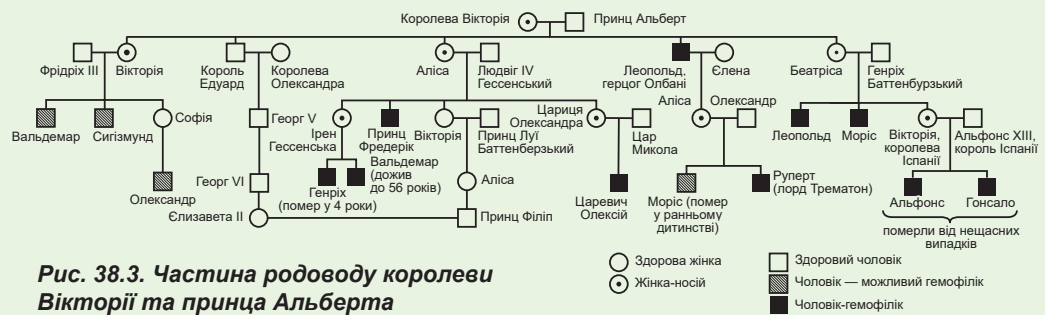 Королева Вікторія
Принц Альберт
Фрідріх III
Вікторія
Король
Едуард
Королева
Олександра
Аліса
Людвіг IV
Гессенський
Леопольд,
герцог Олбані
Єлена
Беатріса
Генріх
Баттенбурзький
Вальдемар
Сигізмунд
Софія
Георг V
Ірен
Гессенська
Принц
Фредерік
Вікторія
Принц Луї
Баттенберзький
Цариця
Олександра
Цар
Микола
Аліса
Олександр
Леопольд
Моріс
Вікторія,
королева
Іспанії
Альфонс XIII,
король Іспанії
Олександр
Георг VI
Генріх
(помер у 4 роки)
Вальдемар
(дожив
до 56 років)
Аліса
Царевич
Олексій
Моріс (помер
у ранньому
дитинстві)
Руперт
(лорд Трематон)
Альфонс
Гонсало
померли від нещасних
випадків
Єлизавета II
Принц Філіп
Рис. 38.3. Частина родоводу королеви
Вікторії та принца Альберта
Здорова жінка
Жінка-носій
Здоровий чоловік
Чоловік — можливий гемофілік
Чоловік-гемофілік